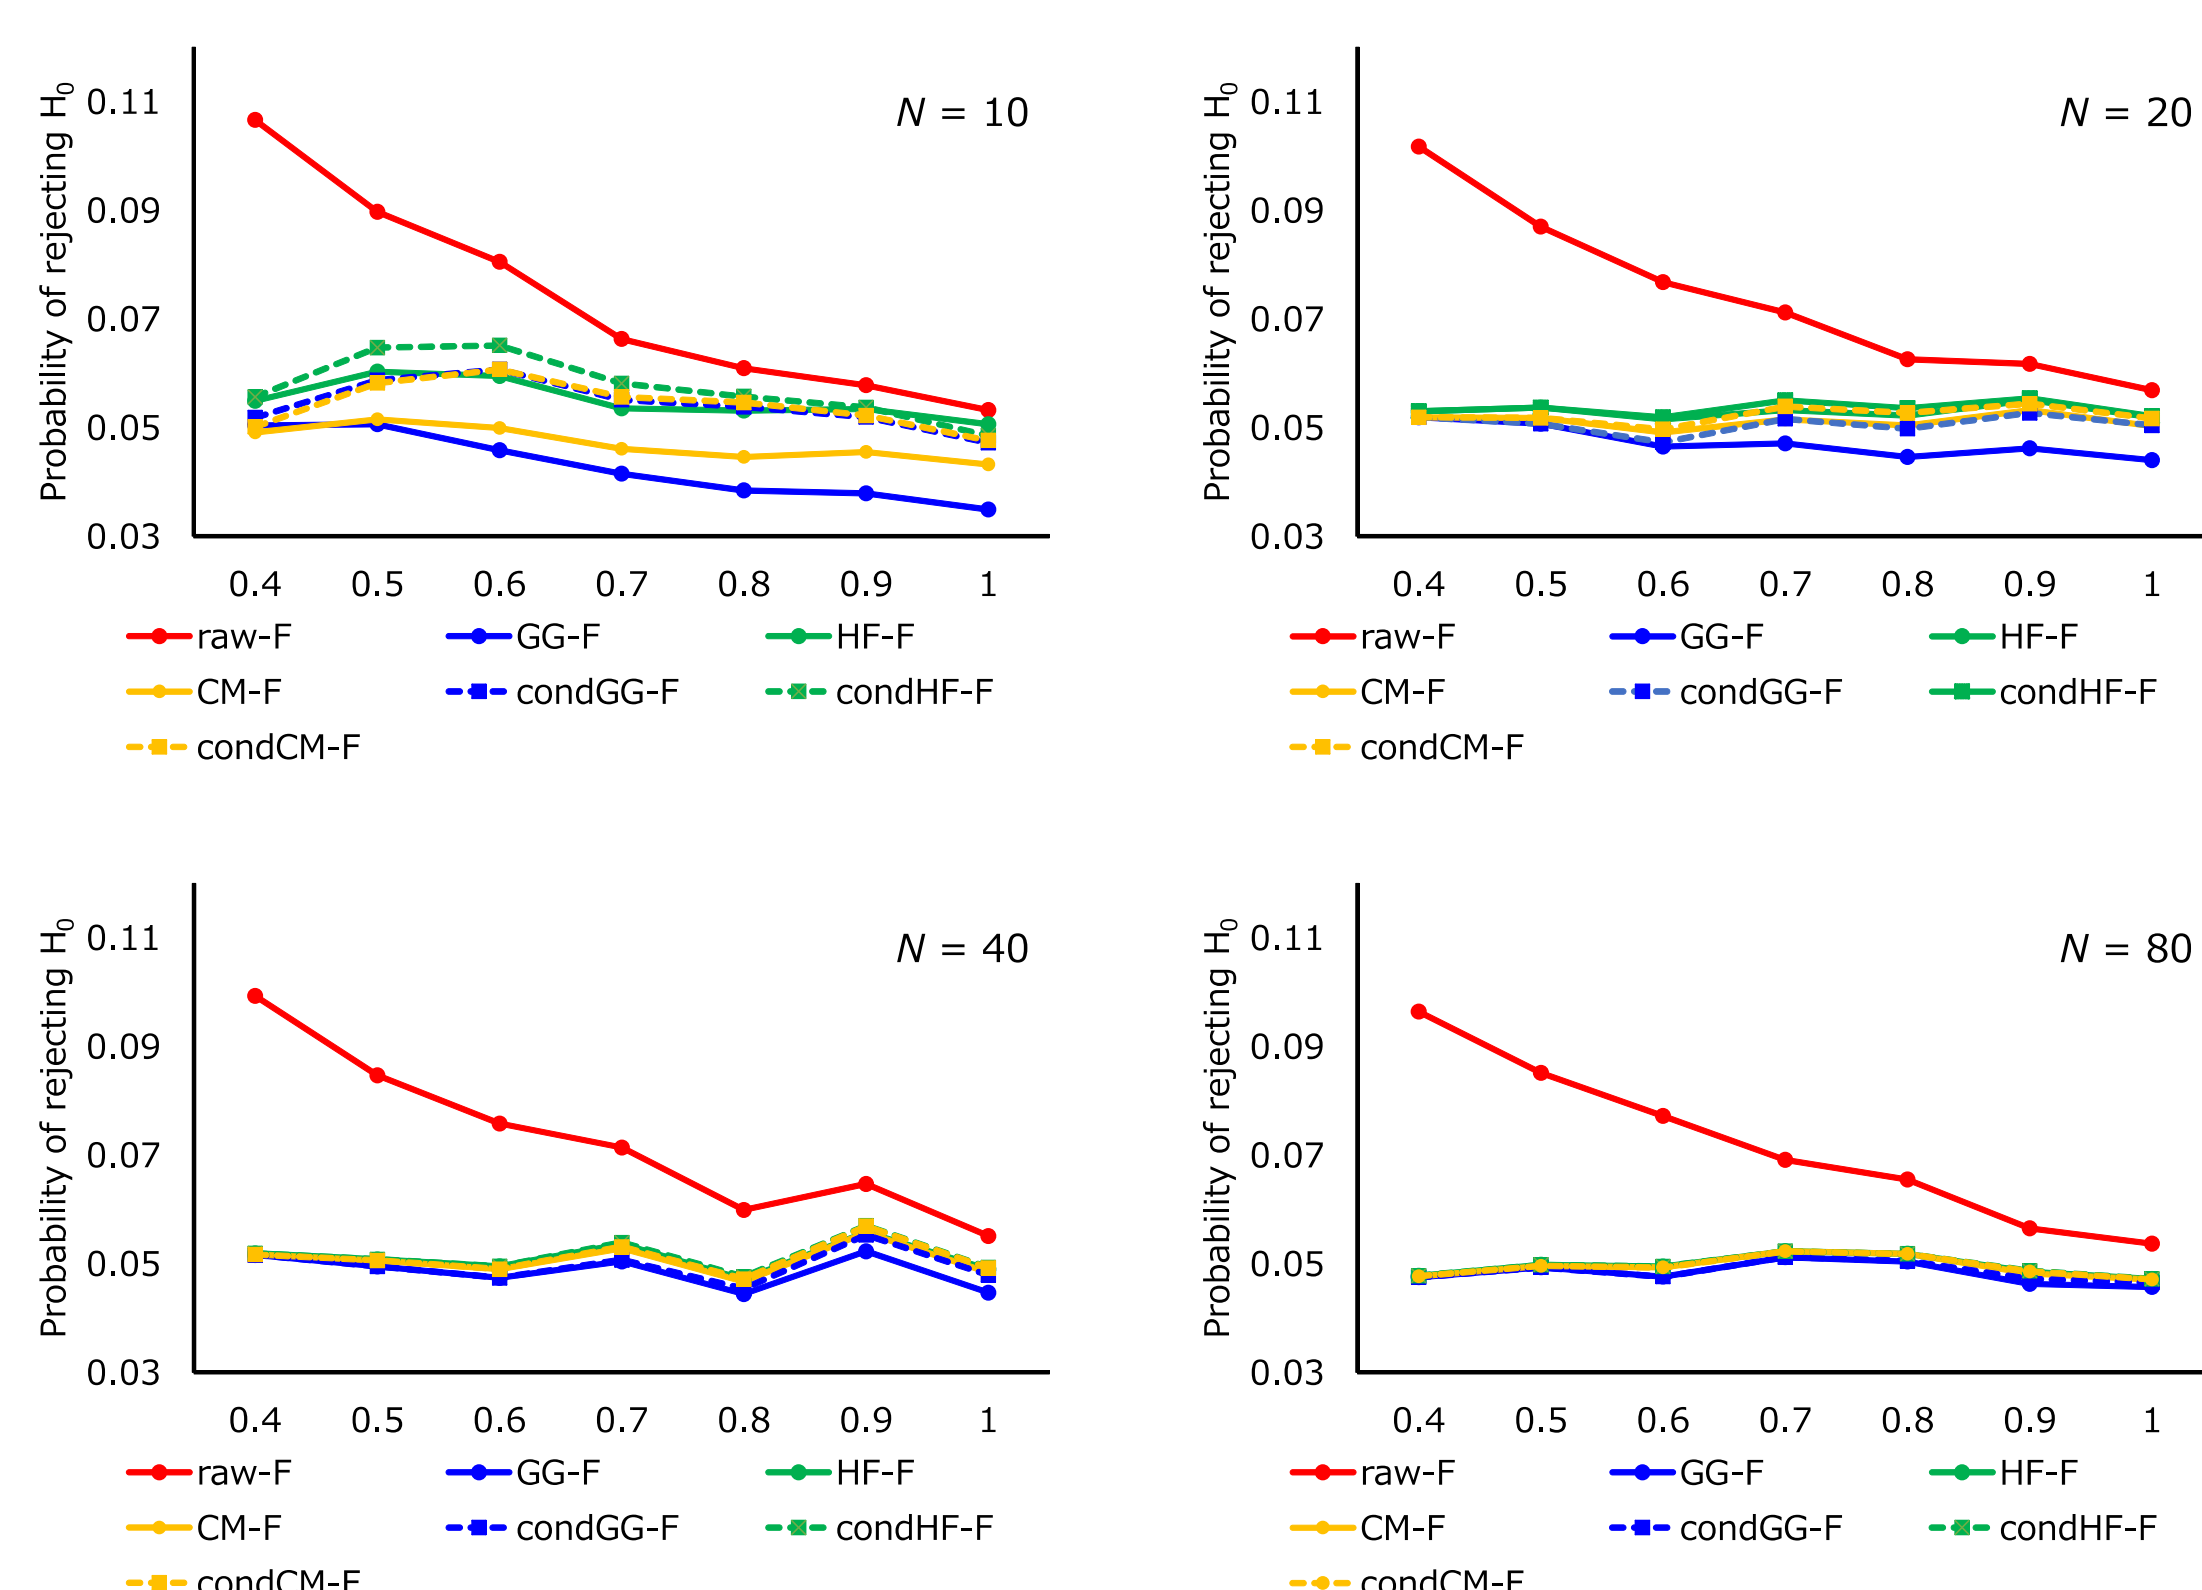 Probability of rejecting H0
0.11
0.09
0.07
0.05
0.03
N = 10
0.4 0.5 0.6 0.7 0.8 0.9 1
raw-F GG-F HF-F
CM-F condGG-F condHF-F
condCM-F
Probability of rejecting H0
0.11
0.09
0.07
0.05
0.03
N = 20
0.4 0.5 0.6 0.7 0.8 0.9 1
raw-F GG-F HF-F
CM-F condGG-F condHF-F
condCM-F
Probability of rejecting H0
0.11
0.09
0.07
0.05
0.03
N = 40
0.4 0.5 0.6 0.7 0.8 0.9 1
raw-F GG-F HF-F
CM-F condGG-F condHF-F
condCM-F
Probability of rejecting H0
0.11
0.09
0.07
0.05
0.03
N = 80
0.4 0.5 0.6 0.7 0.8 0.9 1
raw-F GG-F HF-F
CM-F condGG-F condHF-F
condCM-F